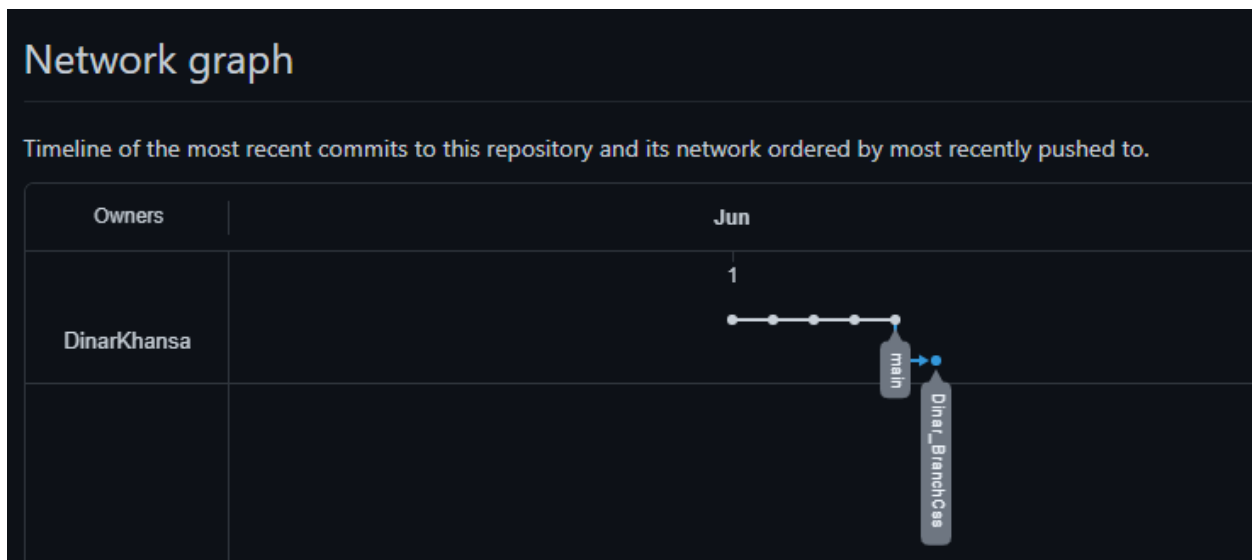 Network graph
Timeline of the most recent commits to this repository and its network ordered by most recently pushed to.
Owners
Jun
1
DinarKhansa
main
Dinar_BranchCss